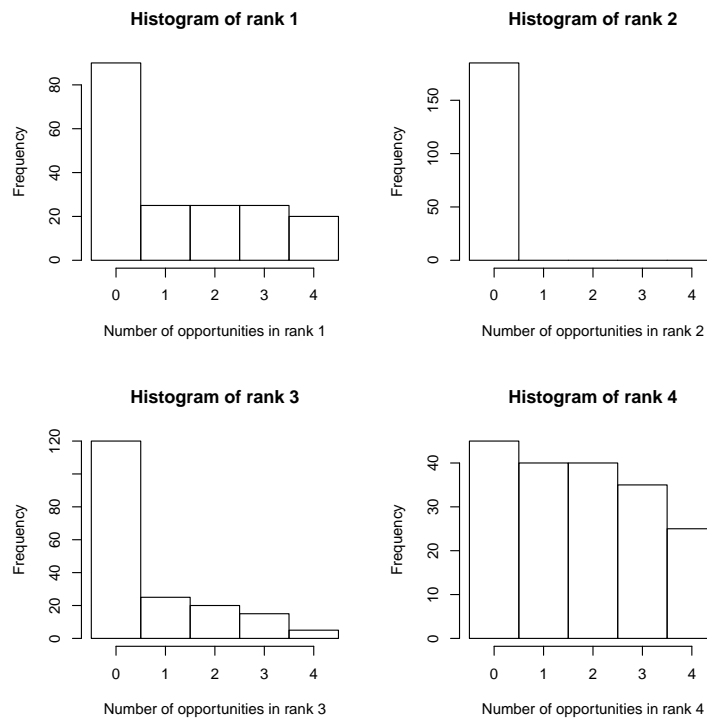 Histogram of rank 1
Frequency
0 20 40 60 80
0 1 2 3 4
Number of opportunities in rank 1
Histogram of rank 2
Frequency
0 50 100 150
0 1 2 3 4
Number of opportunities in rank 2
Histogram of rank 3
Frequency
0 20 40 60 80 120
0 1 2 3 4
Number of opportunities in rank 3
Histogram of rank 4
Frequency
0 10 20 30 40
0 1 2 3 4
Number of opportunities in rank 4